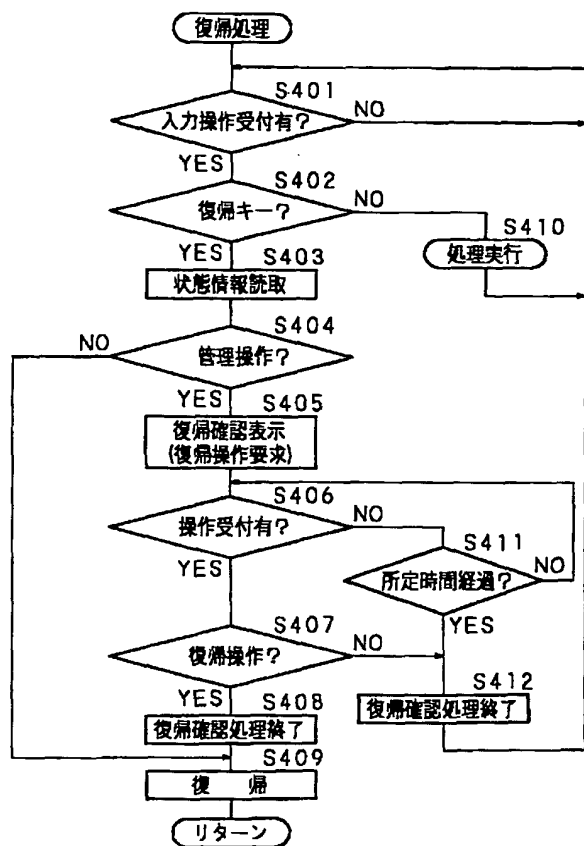 復帰処理
S401
入力操作受付有?
NO
YES
S402
復帰キー?
NO
S410
処理実行
YES
S403
状態情報読取
S404
管理操作?
NO
YES
S405
復帰確認表示
(復帰操作要求)
S406
操作受付有?
NO
S411
所定時間経過?
NO
YES
YES
S407
復帰操作?
NO
S412
復帰確認処理終了
YES
S408
復帰確認処理終了
S409
復 帰
リターン